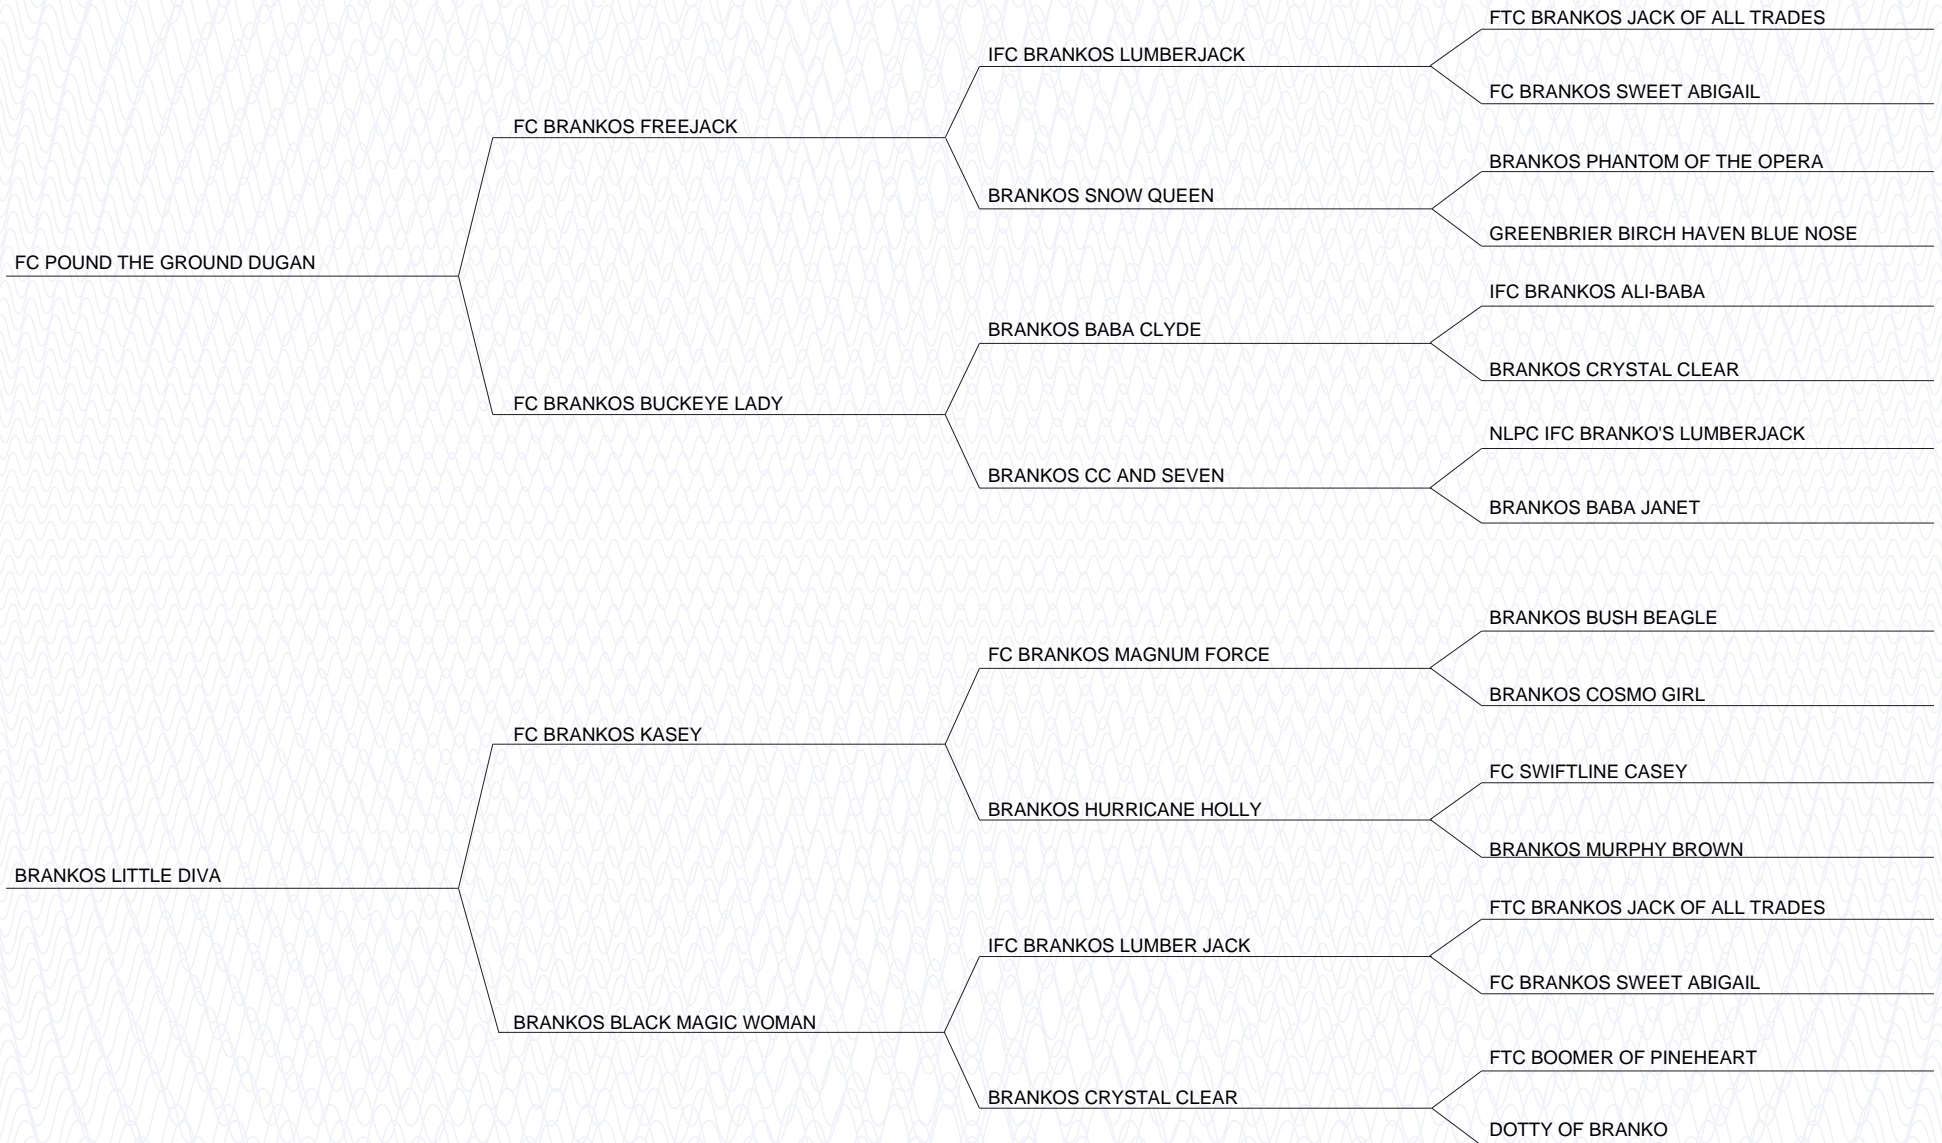 FTC BRANKOS JACK OF ALL TRADES
IFC BRANKOS LUMBERJACK
FC BRANKOS SWEET ABIGAIL
FC BRANKOS FREEJACK
BRANKOS PHANTOM OF THE OPERA
BRANKOS SNOW QUEEN
GREENBRIER BIRCH HAVEN BLUE NOSE
FC POUND THE GROUND DUGAN
IFC BRANKOS ALI-BABA
BRANKOS BABA CLYDE
BRANKOS CRYSTAL CLEAR
FC BRANKOS BUCKEYE LADY
NLPC IFC BRANKO'S LUMBERJACK
BRANKOS CC AND SEVEN
BRANKOS BABA JANET
BRANKOS BUSH BEAGLE
FC BRANKOS MAGNUM FORCE
BRANKOS COSMO GIRL
FC BRANKOS KASEY
FC SWIFTLINE CASEY
BRANKOS HURRICANE HOLLY
BRANKOS MURPHY BROWN
BRANKOS LITTLE DIVA
FTC BRANKOS JACK OF ALL TRADES
IFC BRANKOS LUMBER JACK
FC BRANKOS SWEET ABIGAIL
BRANKOS BLACK MAGIC WOMAN
FTC BOOMER OF PINEHEART
BRANKOS CRYSTAL CLEAR
DOTTY OF BRANKO